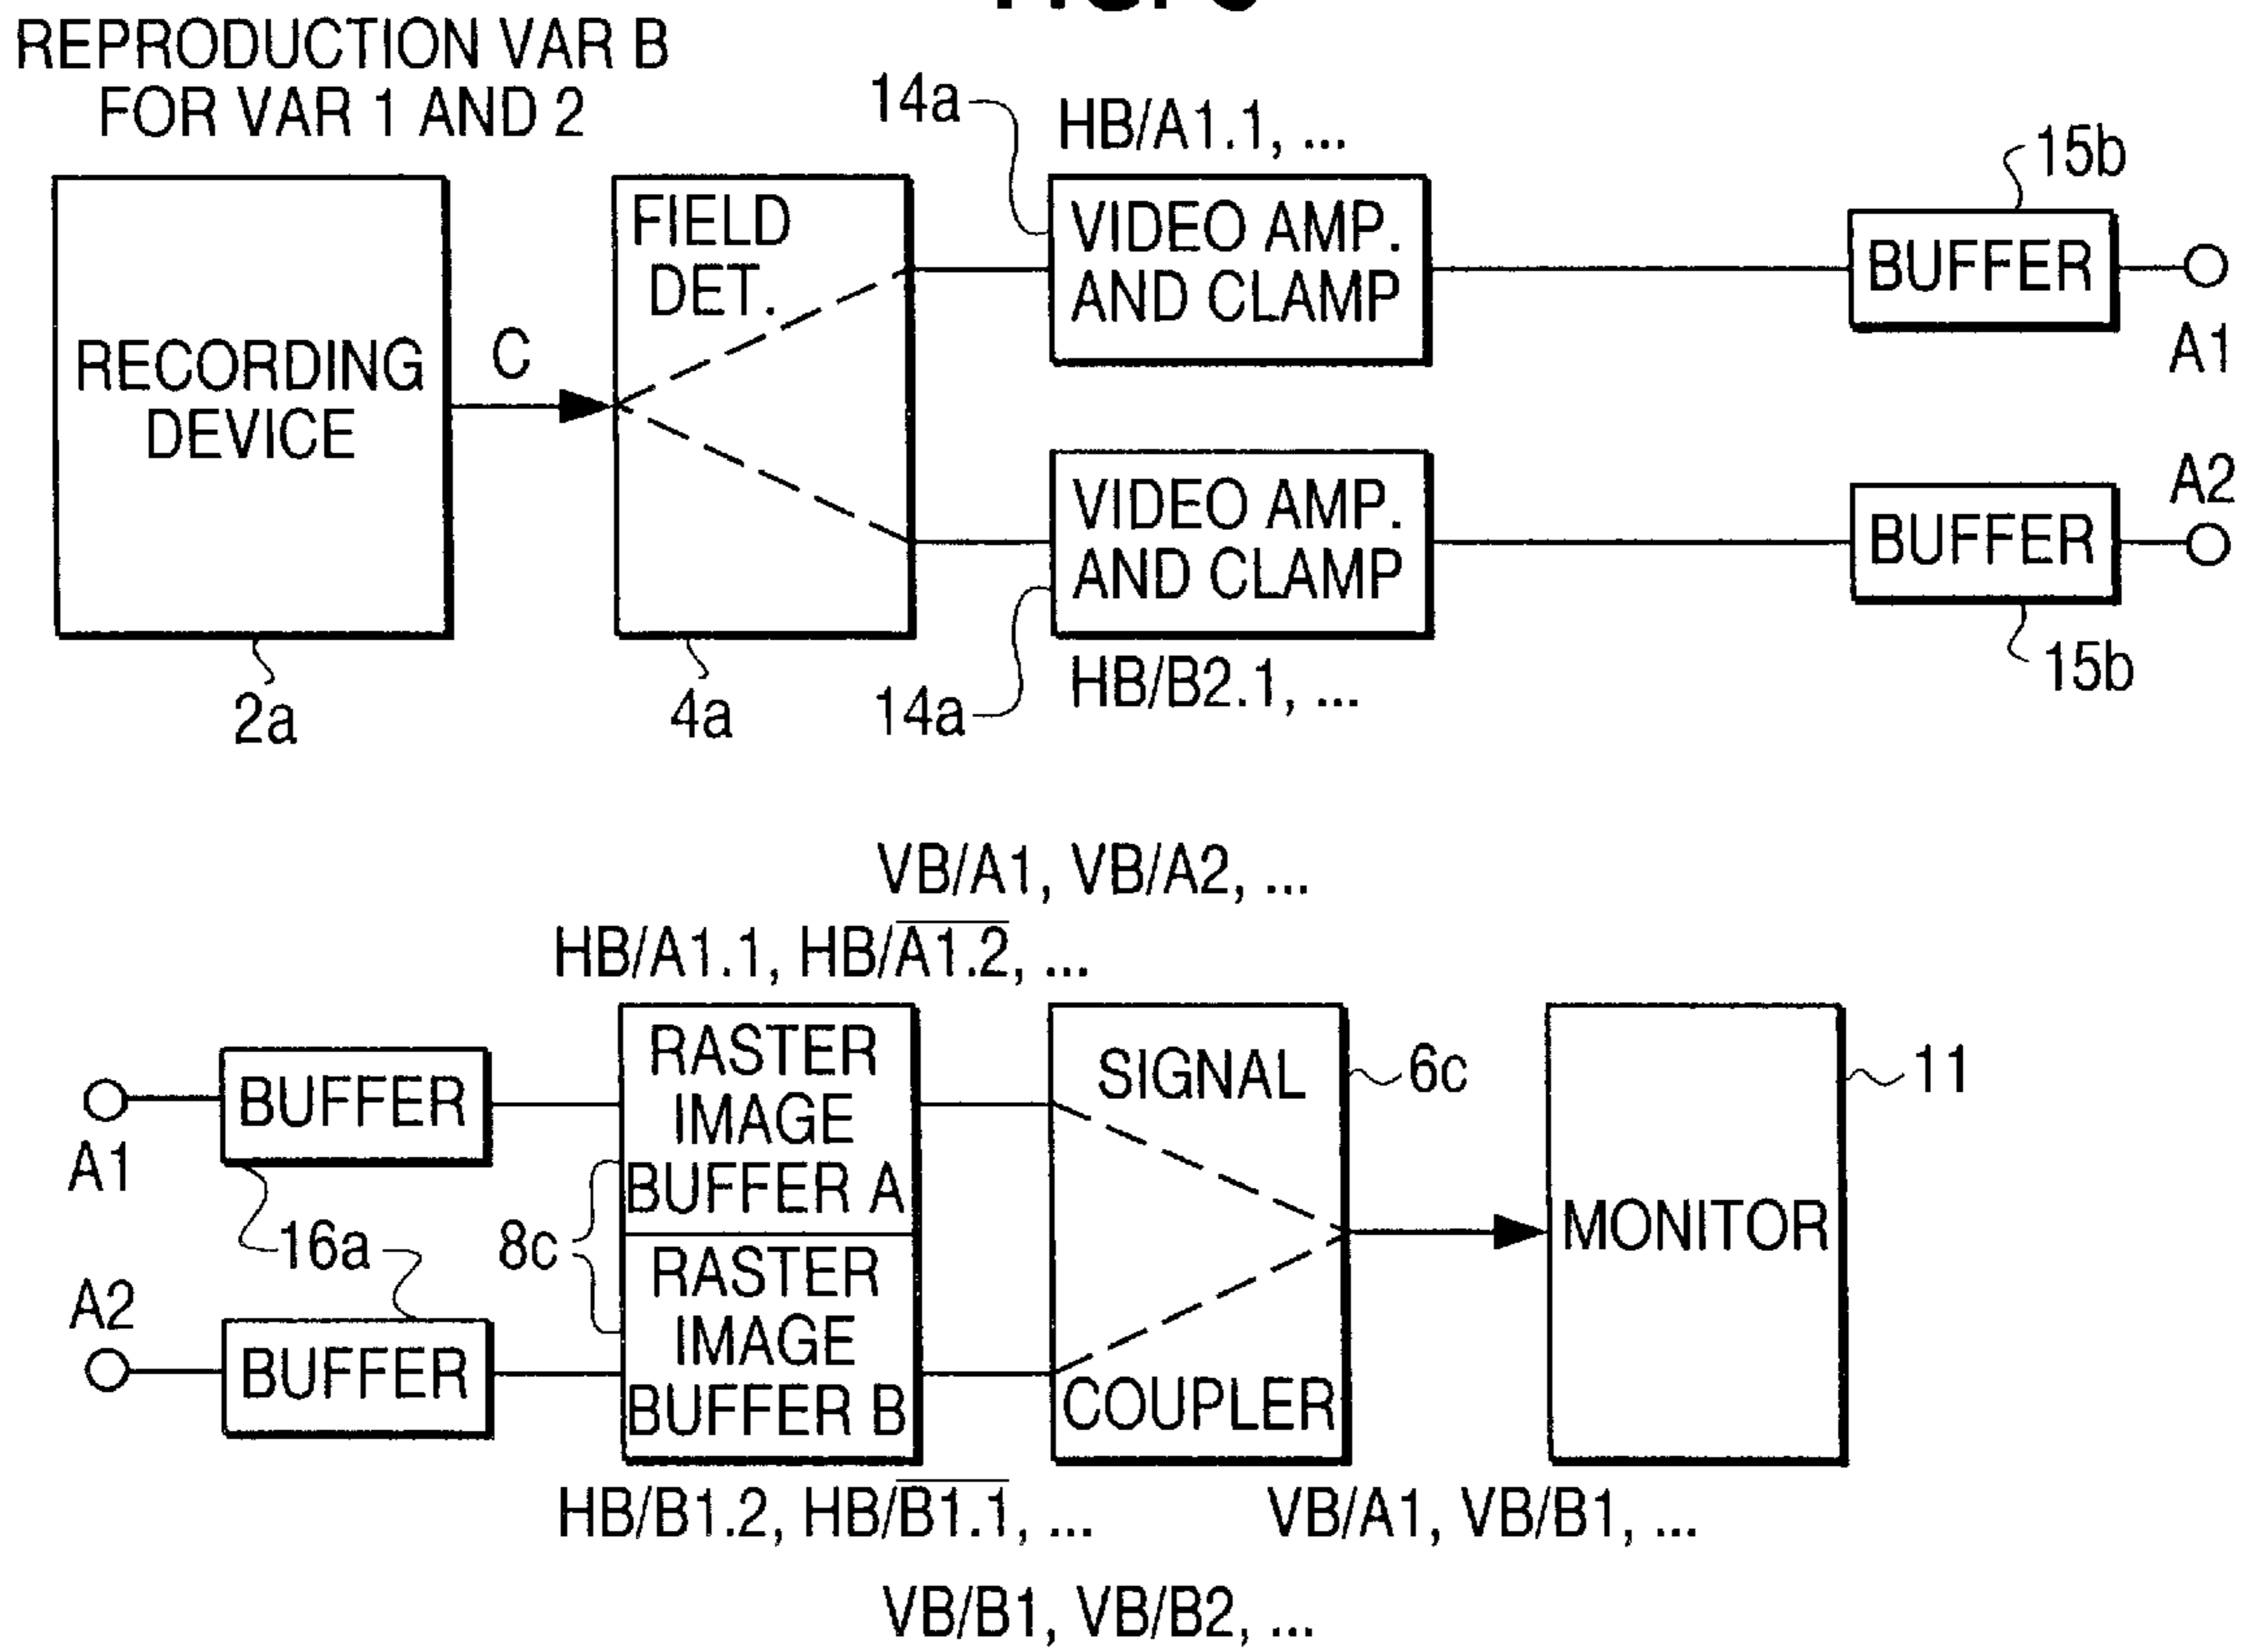 REPRODUCTION VAR B
FOR VAR 1 AND 2
14a
HB/A1.1, ...
15b
RECORDING
DEVICE
C
FIELD
DET.
VIDEO AMP.
AND CLAMP
BUFFER
A1
VIDEO AMP.
AND CLAMP
BUFFER
A2
2a
4a
14a
HB/B2.1, ...
15b
VB/A1, VB/A2, ...
HB/A1.1, HB/A̅1̅.̅2̅, ...
A1
BUFFER
RASTER
IMAGE
BUFFER A
SIGNAL
6c
11
16a
8c
MONITOR
A2
BUFFER
RASTER
IMAGE
BUFFER B
COUPLER
HB/B1.2, HB/B̅1̅.̅1̅, ...
VB/A1, VB/B1, ...
VB/B1, VB/B2, ...